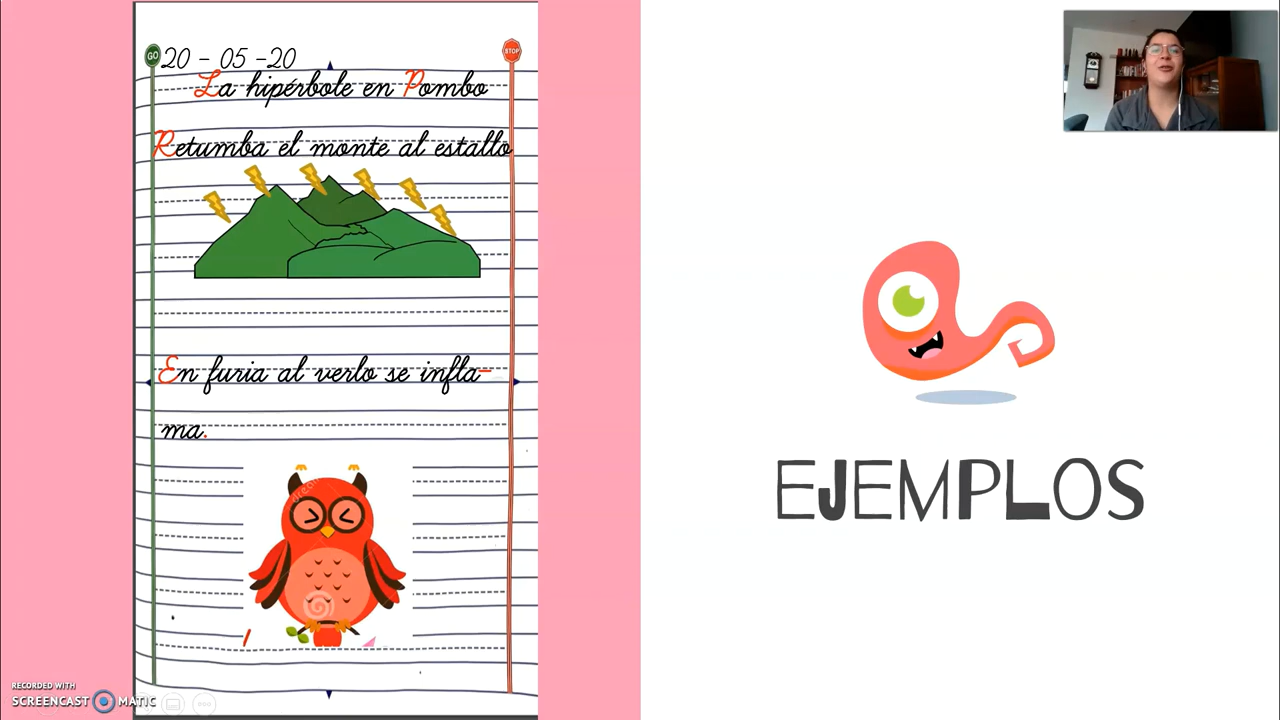 GO
20 - 05 -20
STOP
La hipérbole en Pombo
Retumba el monte al estallo
En furia al verlo se infla-
ma.
EJEMPLOS
RECORDED WITH
SCREENCAST MATIC